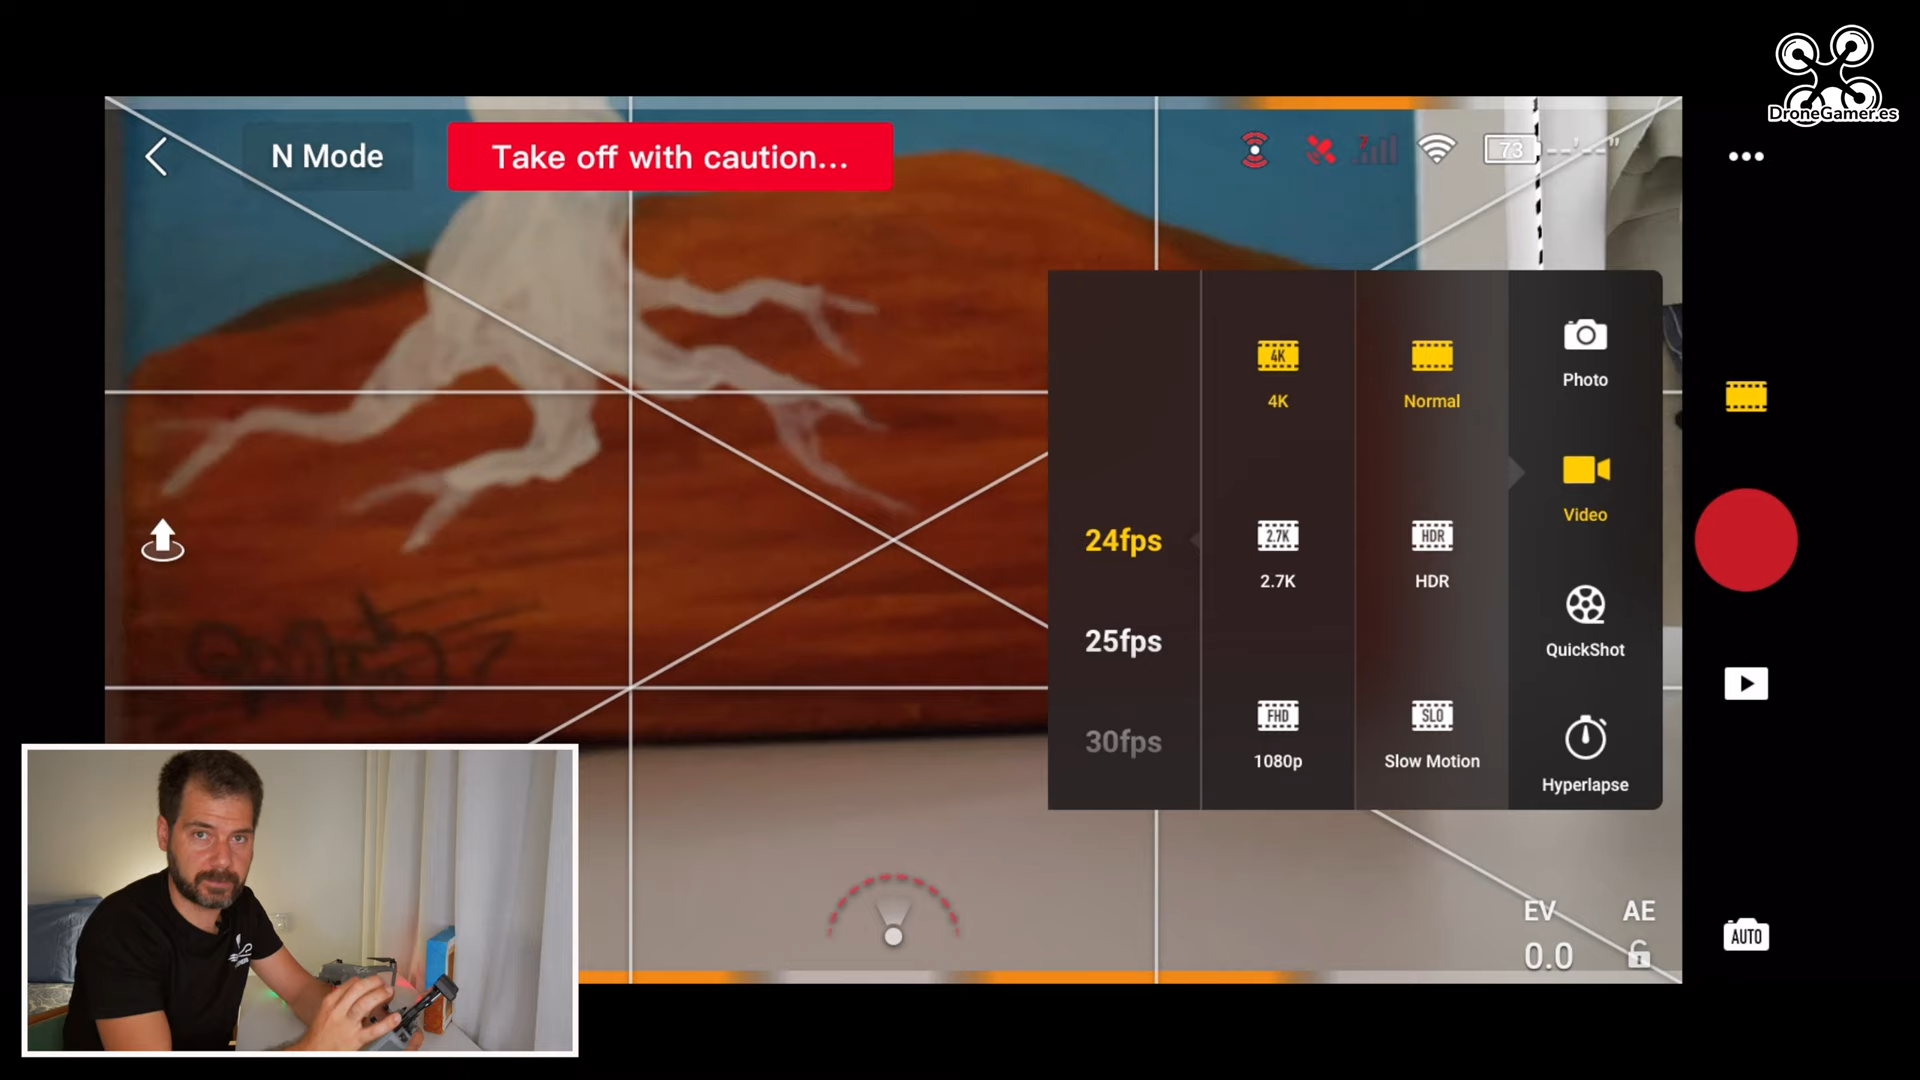 DroneGamer.es
N Mode
Take off with caution...
73
--'--"
4K
4K
Normal
Photo
Video
24fps
2.7K
2.7K
HDR
HDR
25fps
QuickShot
30fps
FHD
1080p
SLO
Slow Motion
Hyperlapse
EV
AE
0.0
AUTO